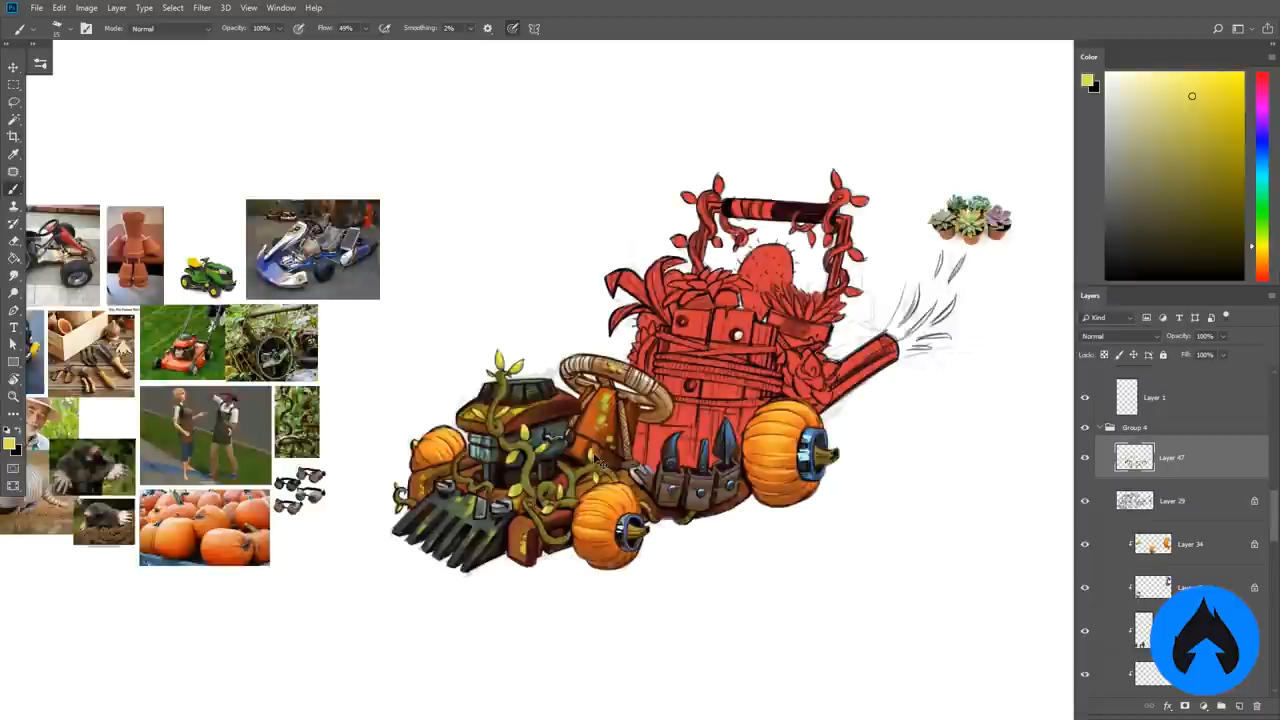 File Edit Image Layer Type Select Filter 3D View Window Help
15 Mode: Normal Opacity: 100% Flow: 49% Smoothing: 2%
Color
Layers
Kind
Normal Opacity: 100%
Lock: Fill: 100%
Layer 1
Group 4
Layer 47
Layer 29
Layer 34